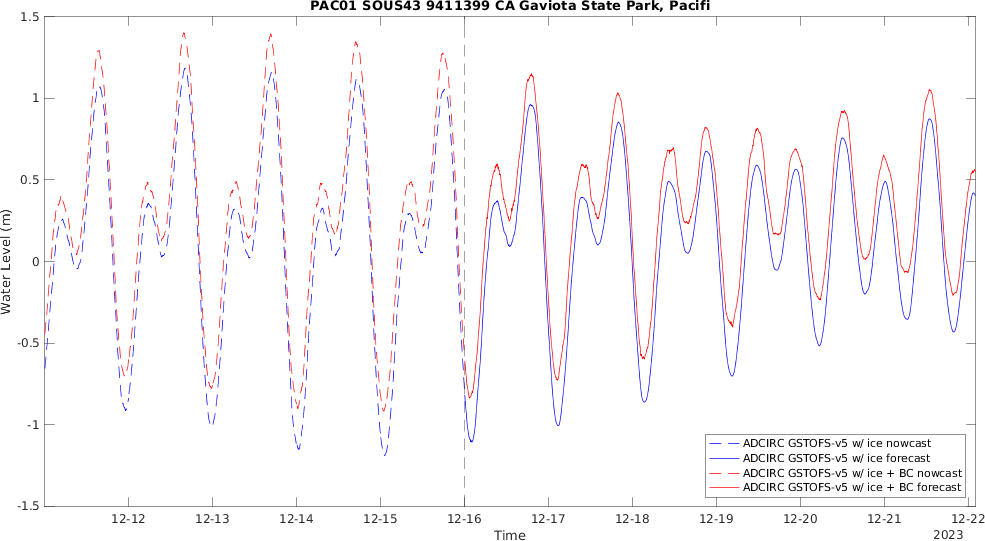 PAC01 SOUS43 9411399 CA Gaviota State Park, Pacifi
1.5
1
0.5
0
-0.5
-1
-1.5
Water Level (m)
12-12
12-13
12-14
12-15
12-16
12-17
12-18
12-19
12-20
12-21
12-22
Time
2023
ADCIRC GSTOFS-v5 w/ ice nowcast
ADCIRC GSTOFS-v5 w/ ice forecast
ADCIRC GSTOFS-v5 w/ ice + BC nowcast
ADCIRC GSTOFS-v5 w/ ice + BC forecast